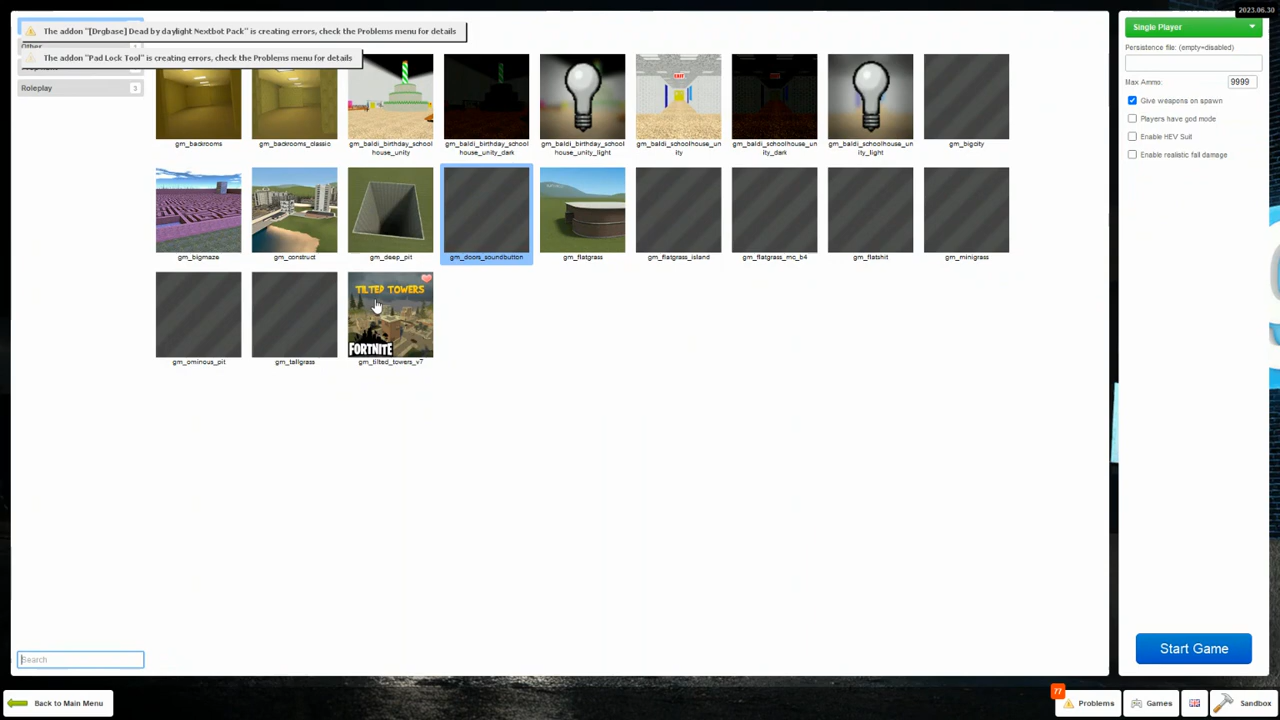 2023.06.30
The addon "[Drgbase] Dead by daylight Nextbot Pack" is creating errors, check the Problems menu for details
Other
The addon "Pad Lock Tool" is creating errors, check the Problems menu for details
Roleplay 3
gm_backrooms
gm_backrooms_classic
gm_baldi_birthday_school
house_unity
gm_baldi_birthday_school
house_unity_dark
gm_baldi_birthday_school
house_unity_light
gm_baldi_schoolhouse_un
ity
gm_baldi_schoolhouse_un
ity_dark
gm_baldi_schoolhouse_un
ity_light
gm_bigcity
EXIT
gm_bigmaze
gm_construct
gm_deep_pit
gm_doors_soundbutton
gm_flatgrass
gm_flatgrass_island
gm_flatgrass_mc_b4
gm_flatshit
gm_minigrass
TILTED TOWERS
FORTNITE
gm_ominous_pit
gm_tallgrass
gm_tilted_towers_v7
Search
Single Player
Persistence file: (empty=disabled)
Max Ammo: 9999
Give weapons on spawn
Players have god mode
Enable HEV Suit
Enable realistic fall damage
Start Game
Back to Main Menu
77
Problems
Games
Sandbox